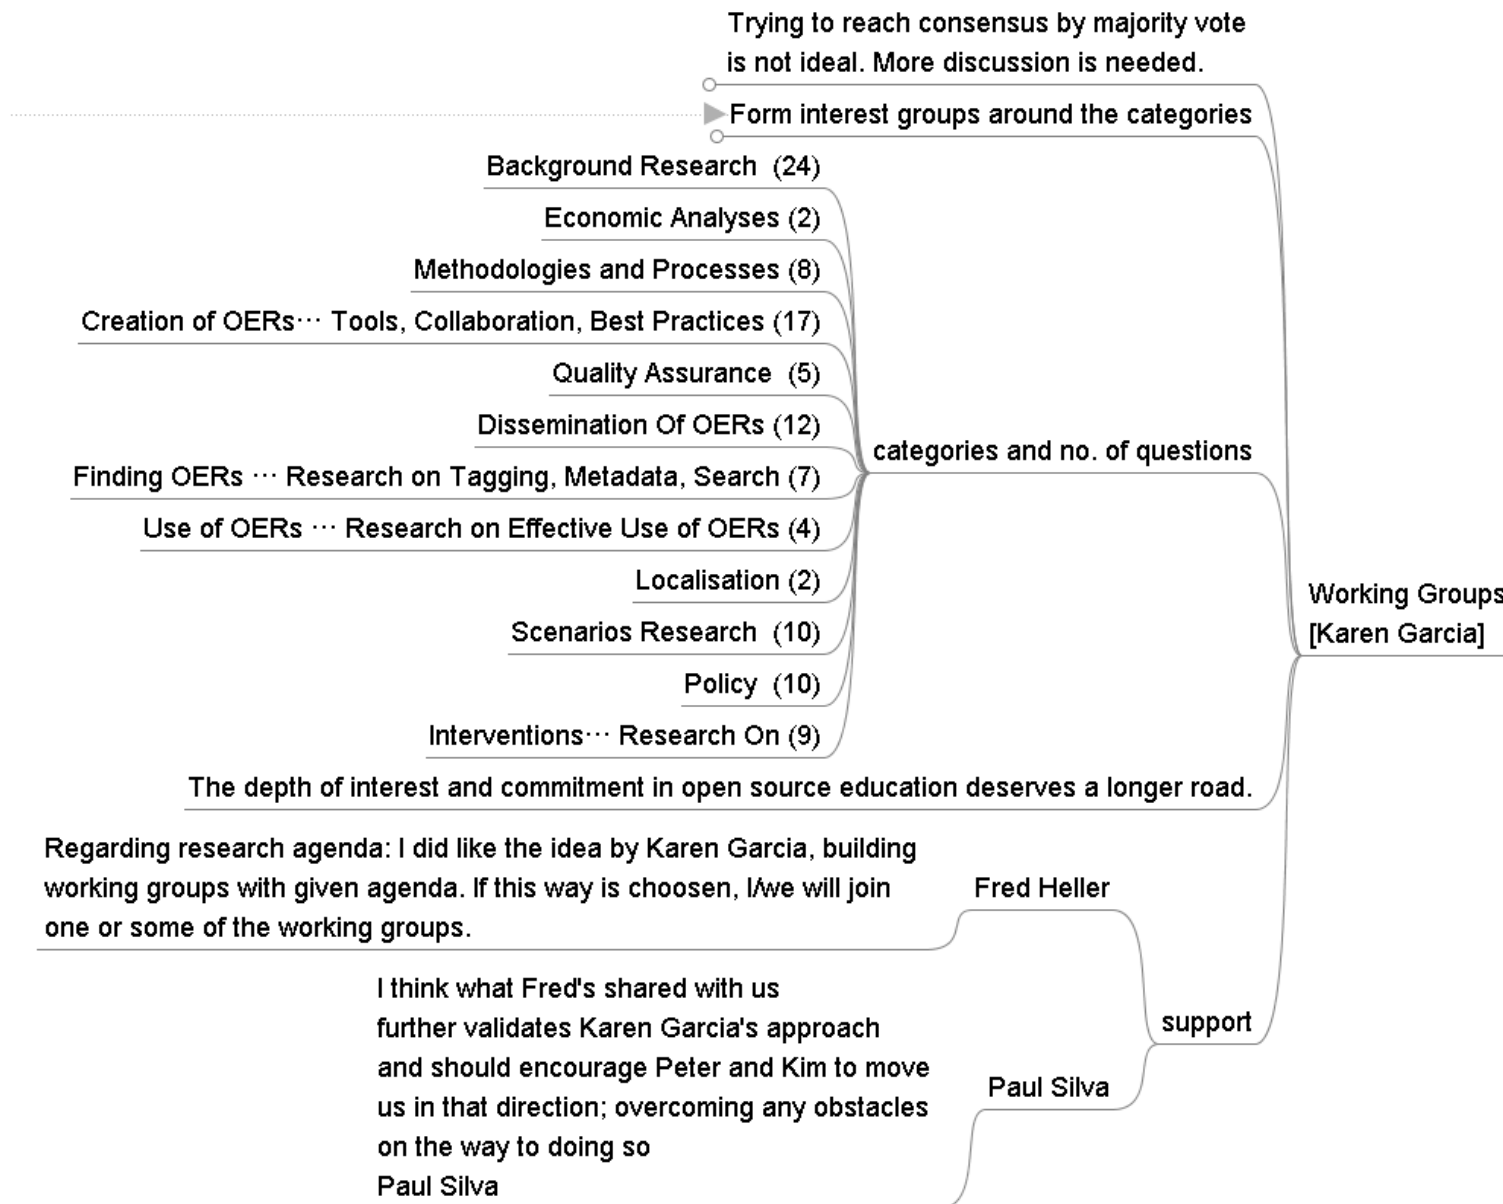 Trying to reach consensus by majority vote
is not ideal. More discussion is needed.
Form interest groups around the categories
Background Research  (24)
Economic Analyses (2)
Methodologies and Processes (8)
Creation of OERs··· Tools, Collaboration, Best Practices (17)
Quality Assurance  (5)
Dissemination Of OERs (12)
Finding OERs ··· Research on Tagging, Metadata, Search (7)
Use of OERs ··· Research on Effective Use of OERs (4)
Localisation (2)
Scenarios Research  (10)
Policy  (10)
Interventions··· Research On (9)
categories and no. of questions
The depth of interest and commitment in open source education deserves a longer road.
Regarding research agenda: I did like the idea by Karen Garcia, building
working groups with given agenda. If this way is choosen, I/we will join
one or some of the working groups.
Fred Heller
I think what Fred's shared with us
further validates Karen Garcia's approach
and should encourage Peter and Kim to move
us in that direction; overcoming any obstacles
on the way to doing so
Paul Silva
Paul Silva
support
Working Groups
[Karen Garcia]